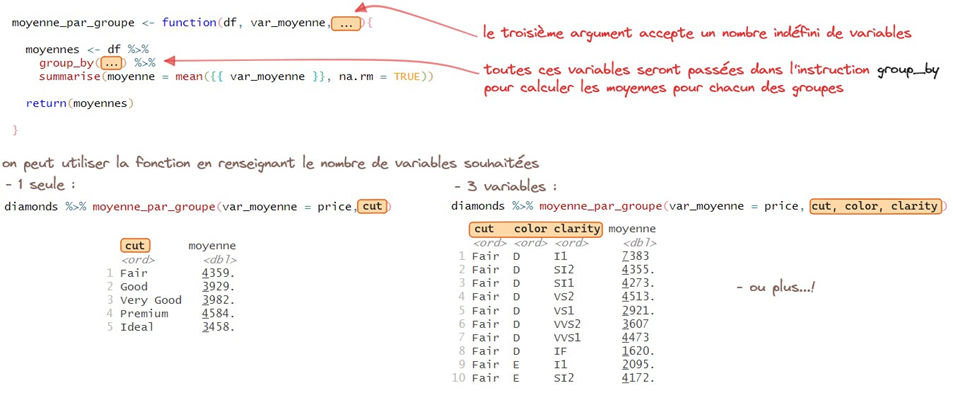 moyenne_par_groupe <- function(df, var_moyenne, ... ){
le troisième argument accepte un nombre indéfini de variables
moyennes <- df %>%
group_by( ... ) %>%
summarise(moyenne = mean({{ var_moyenne }}, na.rm = TRUE))
toutes ces variables seront passées dans l'instruction group_by
pour calculer les moyennes pour chacun des groupes
return(moyennes)
}
on peut utiliser la fonction en renseignant le nombre de variables souhaitées
- 1 seule :
diamonds %>% moyenne_par_groupe(var_moyenne = price, cut )
cut moyenne
<ord> <dbl>
1 Fair 4359.
2 Good 3929.
3 Very Good 3982.
4 Premium 4584.
5 Ideal 3458.
- 3 variables :
diamonds %>% moyenne_par_groupe(var_moyenne = price, cut, color, clarity )
cut color clarity moyenne
<ord> <ord> <ord> <dbl>
1 Fair D I1 7383
2 Fair D SI2 4355.
3 Fair D SI1 4273.
4 Fair D VS2 4513.
5 Fair D VS1 2921.
6 Fair D VVS2 3607
7 Fair D VVS1 4473
8 Fair D IF 1620.
9 Fair E I1 2095.
10 Fair E SI2 4172.
- ou plus...!